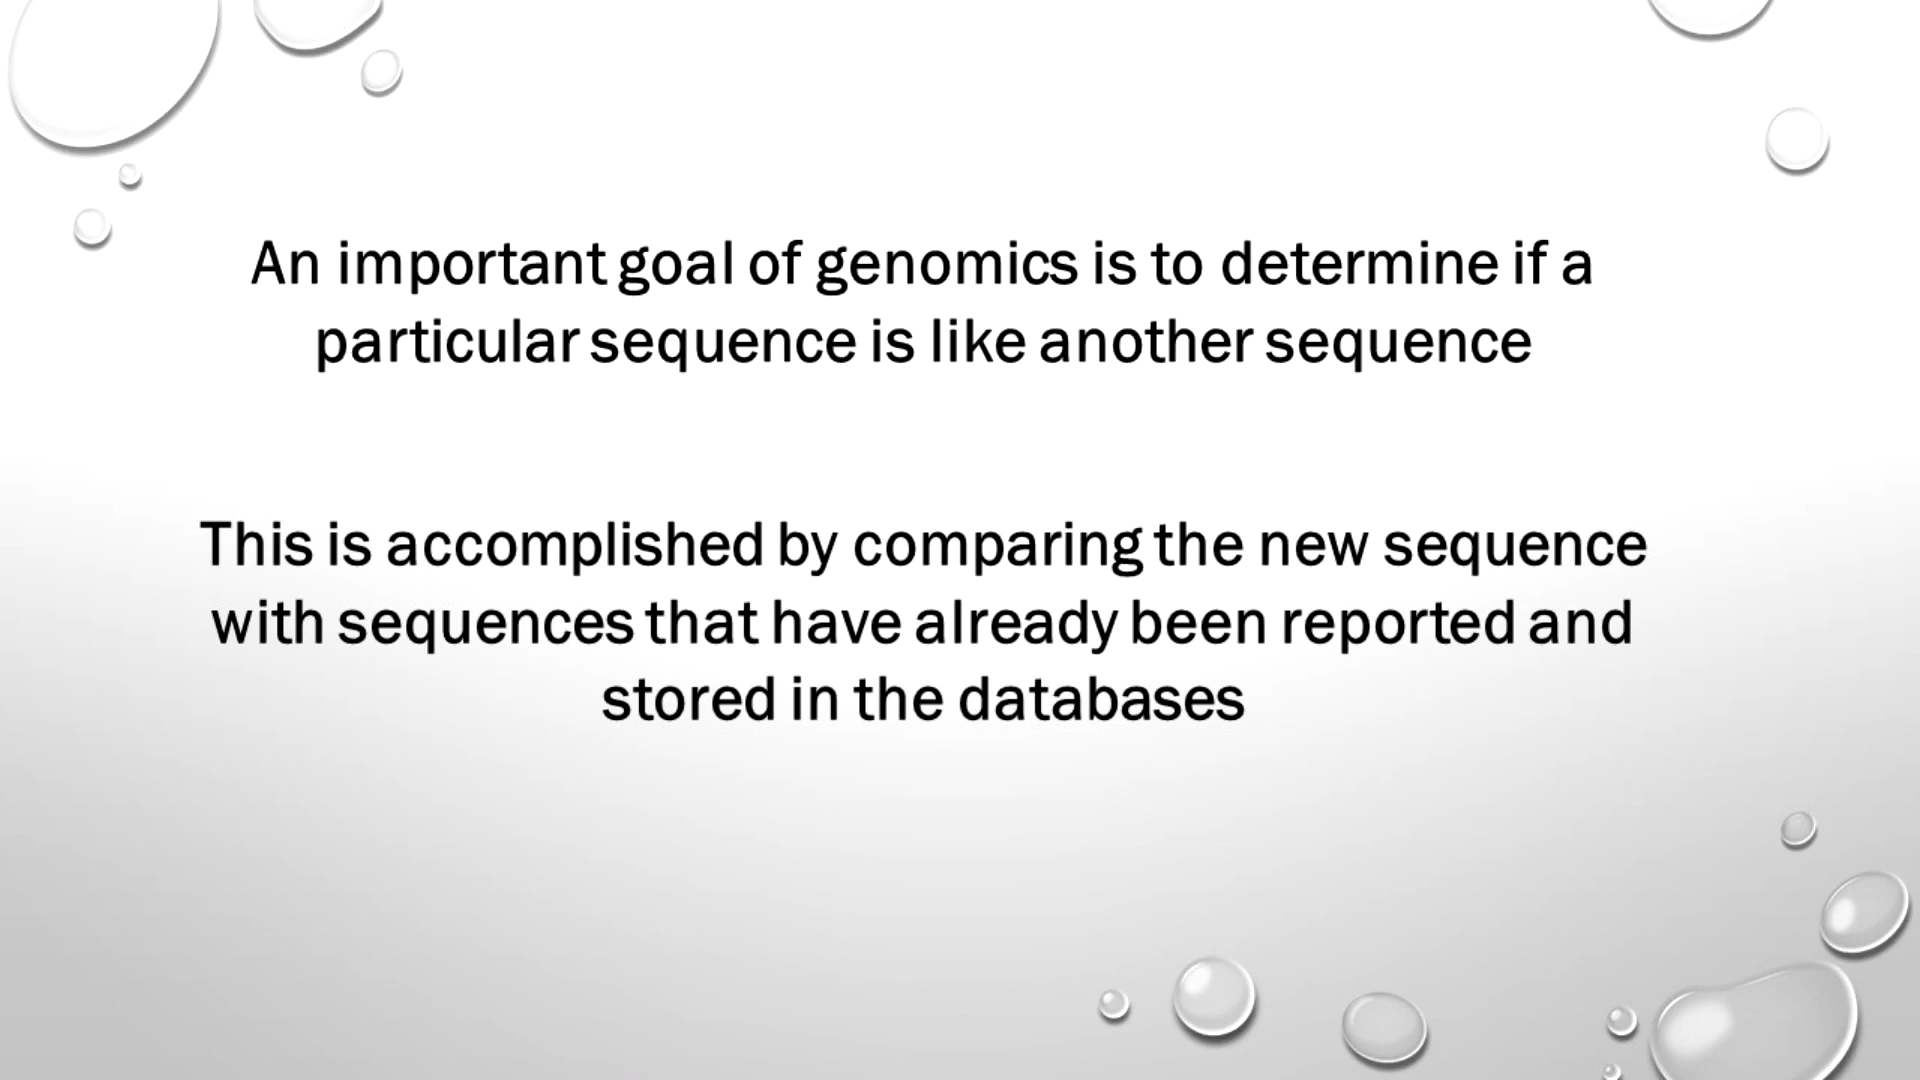 An important goal of genomics is to determine if a
particular sequence is like another sequence
This is accomplished by comparing the new sequence
with sequences that have already been reported and
stored in the databases